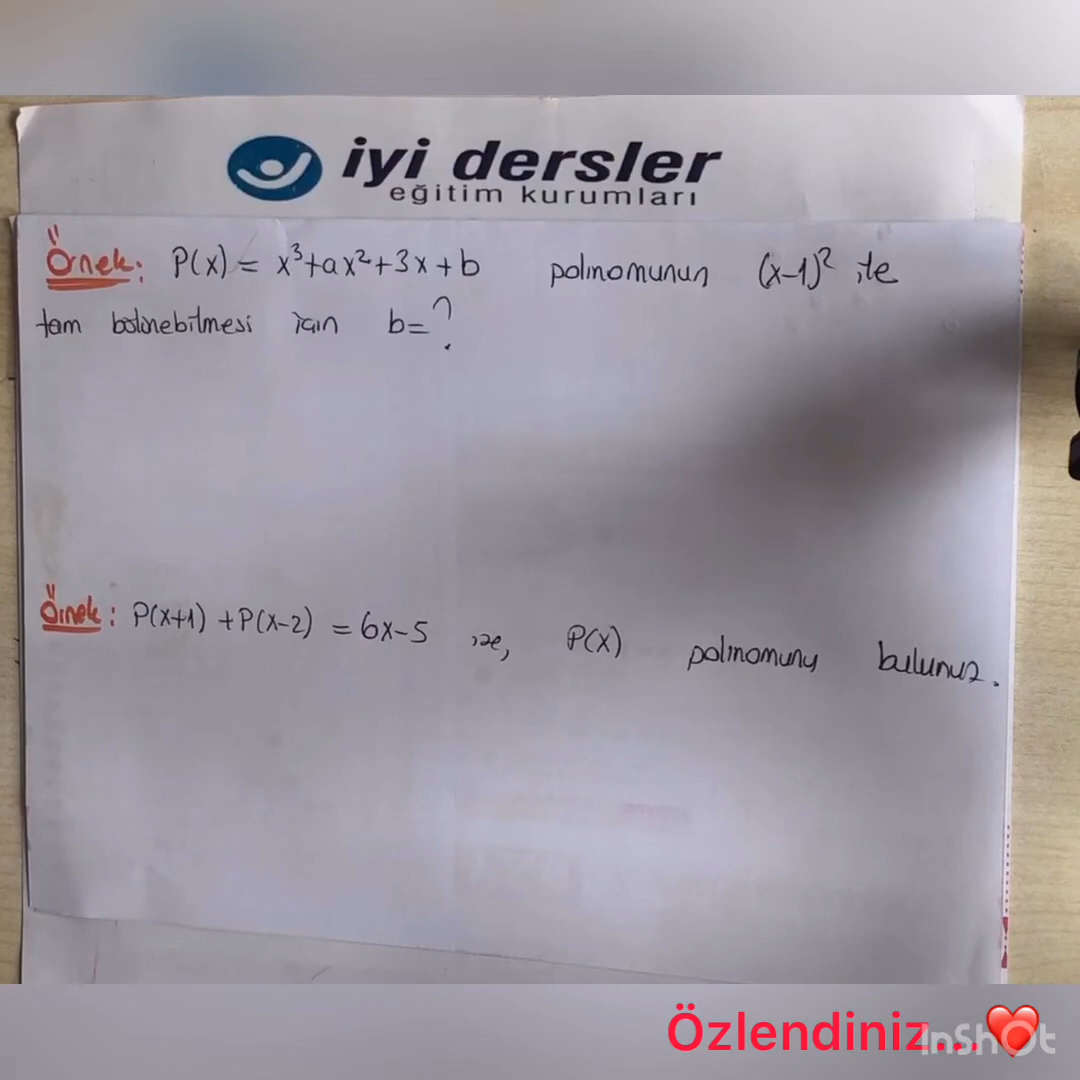 iyi dersler
eğitim kurumları
Örnek: P(x) = x³+ax²+3x+b polinomunun (x-1)² ile
tam bölünebilmesi için b=?
Örnek: P(x+1) +P(x-2) = 6x-5 ise, P(x) polinomunu bulunuz.
Özlendiniz...❤️
InShOt